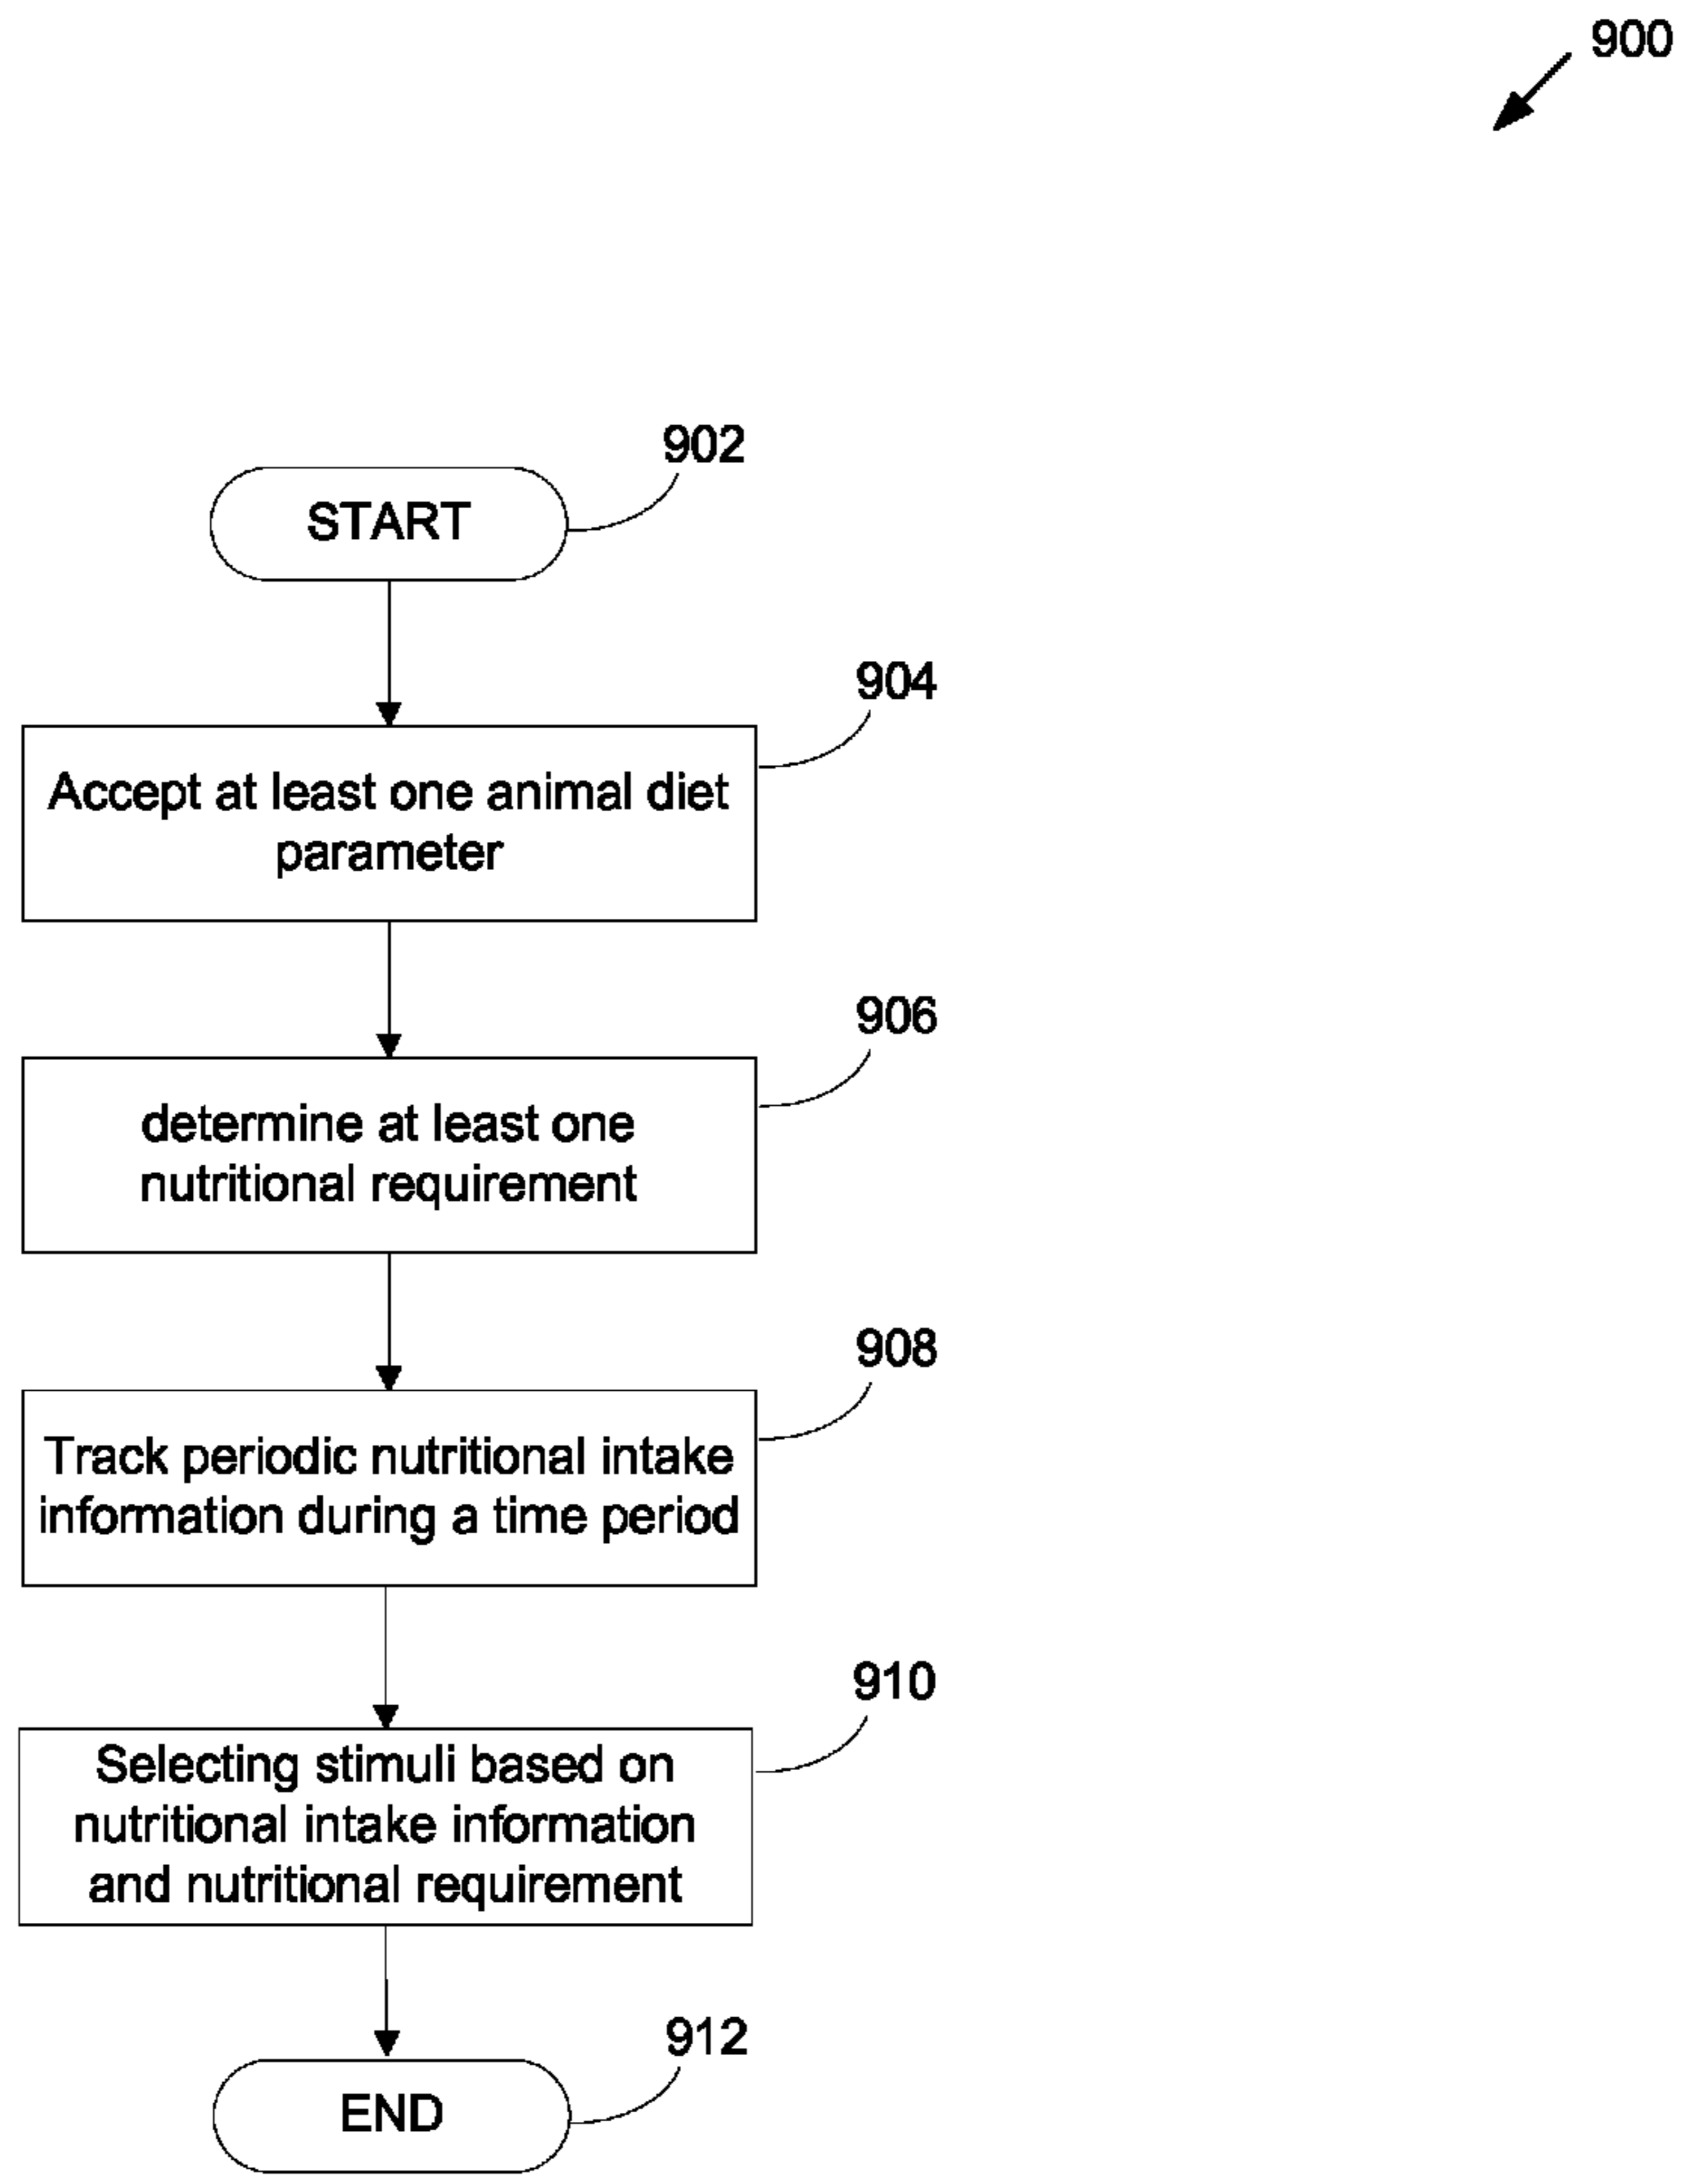 900
902
START
904
Accept at least one animal diet
parameter
906
determine at least one
nutritional requirement
908
Track periodic nutritional intake
information during a time period
910
Selecting stimuli based on
nutritional intake information
and nutritional requirement
912
END